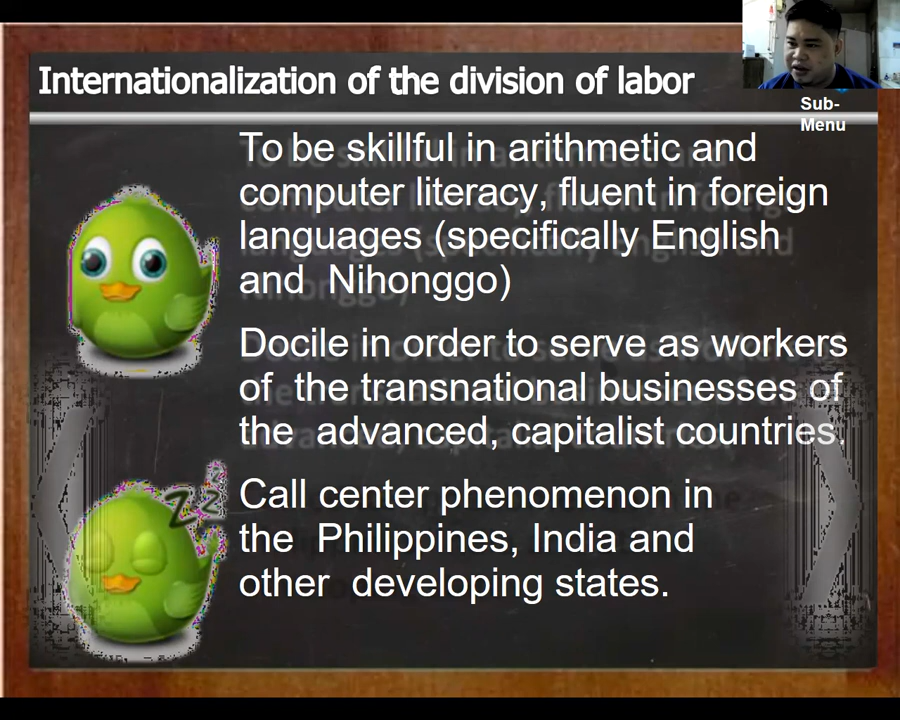 Internationalization of the division of labor
Sub-
Menu
To be skillful in arithmetic and
computer literacy, fluent in foreign
languages (specifically English
and Nihonggo)
Docile in order to serve as workers
of the transnational businesses of
the advanced, capitalist countries.
Call center phenomenon in
the Philippines, India and
other developing states.
zz